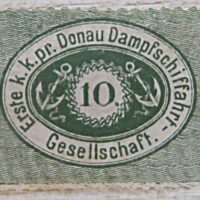 Erste k. k. pr. Donau Dampfschiffahrt-
Gesellschaft.
10.